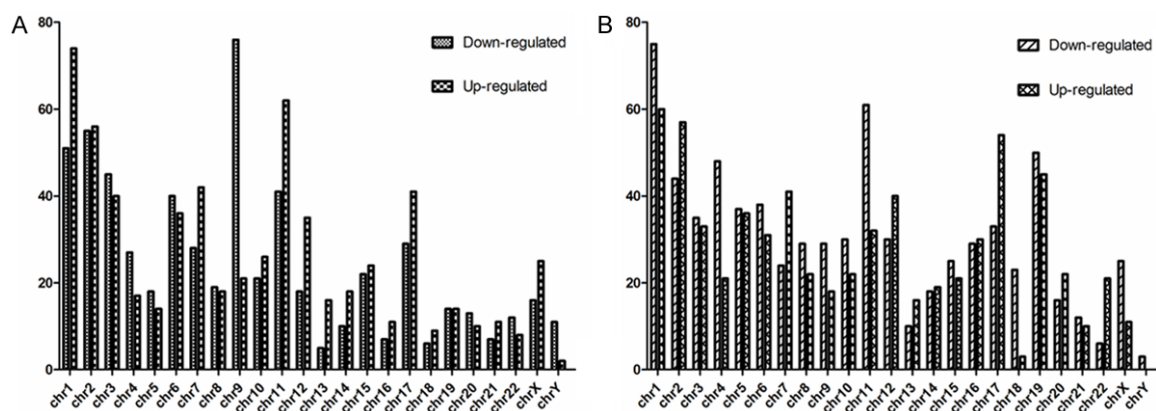 A
80
60
40
20
0
Down-regulated
Up-regulated
chr1 chr2 chr3 chr4 chr5 chr6 chr7 chr8 chr9 chr10 chr11 chr12 chr13 chr14 chr15 chr16 chr17 chr18 chr19 chr20 chr21 chr22 chrX chrY
B
80
60
40
20
0
Down-regulated
Up-regulated
chr1 chr2 chr3 chr4 chr5 chr6 chr7 chr8 chr9 chr10 chr11 chr12 chr13 chr14 chr15 chr16 chr17 chr18 chr19 chr20 chr21 chr22 chrX chrY